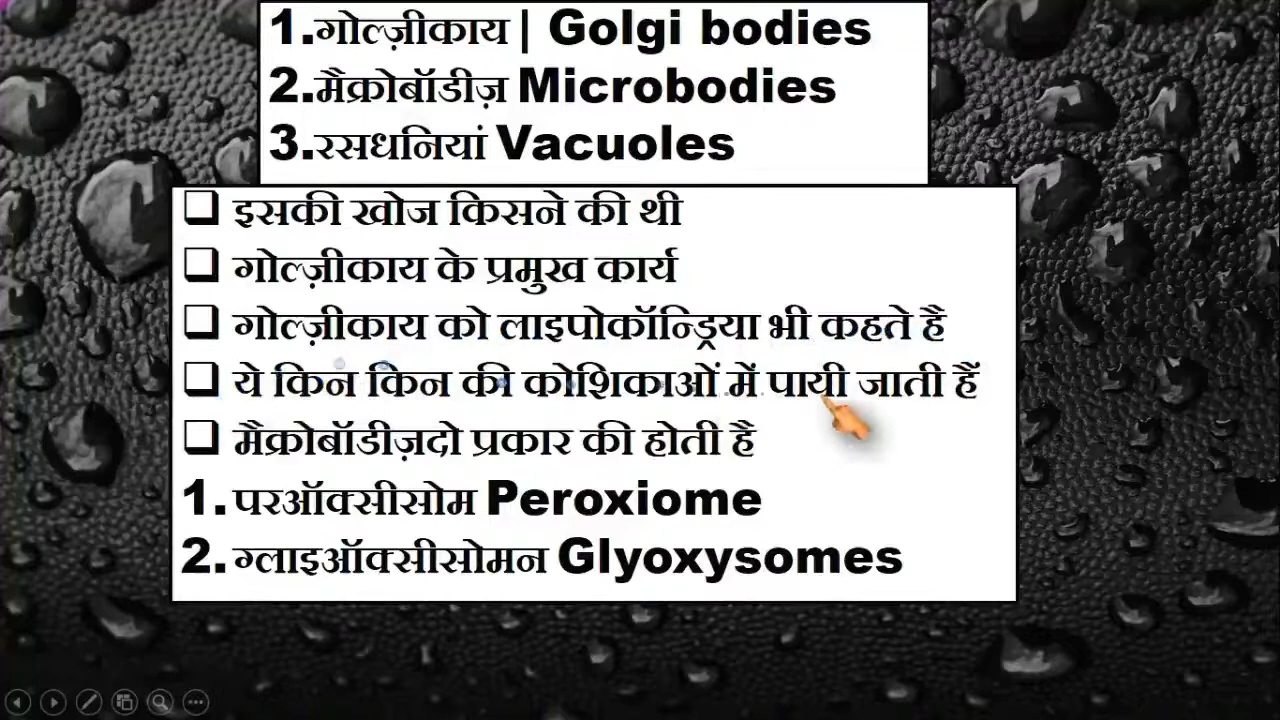 1.गोल्ज़ीकाय| Golgi bodies
2.मैक्रोबॉडीज़ Microbodies
3.रसधनियां Vacuoles
❑ इसकी खोज किसने की थी
❑ गोल्ज़ीकाय के प्रमुख कार्य
❑ गोल्ज़ीकाय को लाइपोकॉन्ड्रिया भी कहते है
❑ ये किन किन की कोशिकाओं में पायी जाती हैं
❑ मैक्रोबॉडीज़दो प्रकार की होती है
1. परऑक्सीसोम Peroxiome
2. ग्लाइऑक्सीसोमन Glyoxysomes